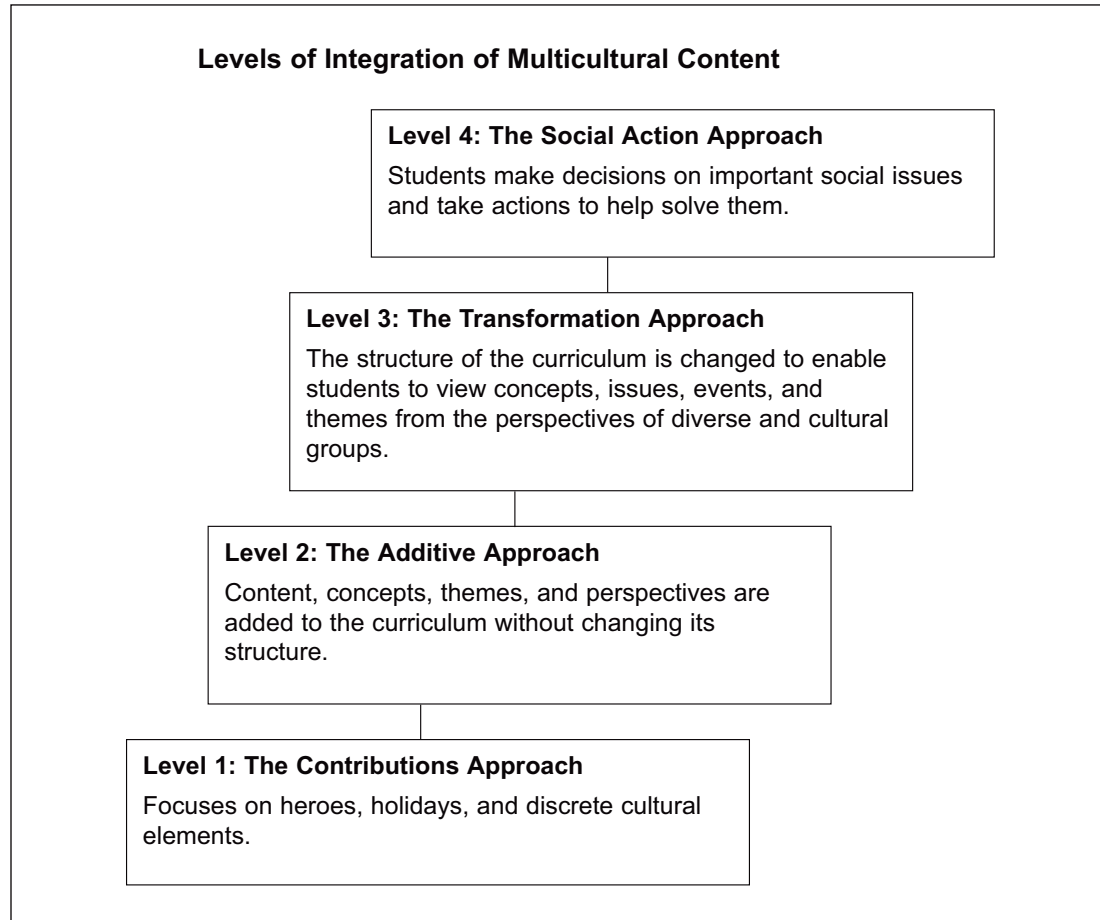 Levels of Integration of Multicultural Content
Level 4: The Social Action Approach
Students make decisions on important social issues
and take actions to help solve them.
Level 3: The Transformation Approach
The structure of the curriculum is changed to enable
students to view concepts, issues, events, and
themes from the perspectives of diverse and cultural
groups.
Level 2: The Additive Approach
Content, concepts, themes, and perspectives are
added to the curriculum without changing its
structure.
Level 1: The Contributions Approach
Focuses on heroes, holidays, and discrete cultural
elements.